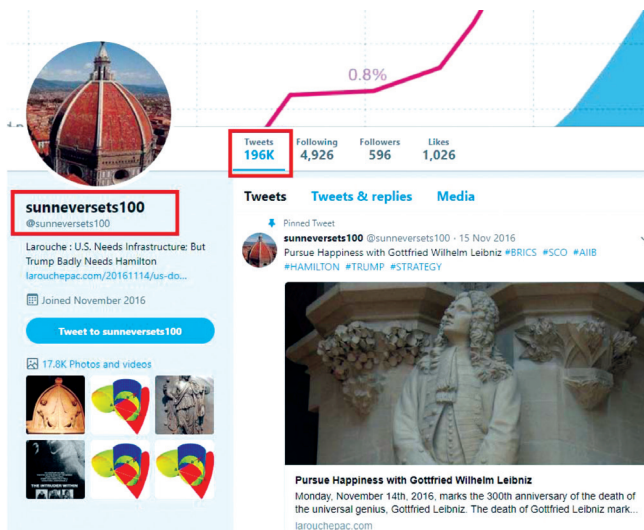 0.8%
Tweets
196K
Following
4,926
Followers
596
Likes
1,026
sunneversets100
@sunneversets100
Larouche : U.S. Needs Infrastructure; But
Trump Badly Needs Hamilton
larouchepac.com/20161114/us-do...
Joined November 2016
Tweet to sunneversets100
17.8K Photos and videos
THE INTRUDER WITHIN
Tweets Tweets & replies Media
Pinned Tweet
sunneversets100 @sunneversets100 · 15 Nov 2016
Pursue Happiness with Gottfried Wilhelm Leibniz #BRICS #SCO #AIIB
#HAMILTON #TRUMP #STRATEGY
Pursue Happiness with Gottfried Wilhelm Leibniz
Monday, November 14th, 2016, marks the 300th anniversary of the death of
the universal genius, Gottfried Leibniz. The death of Gottfried Leibniz mark...
larouchepac.com